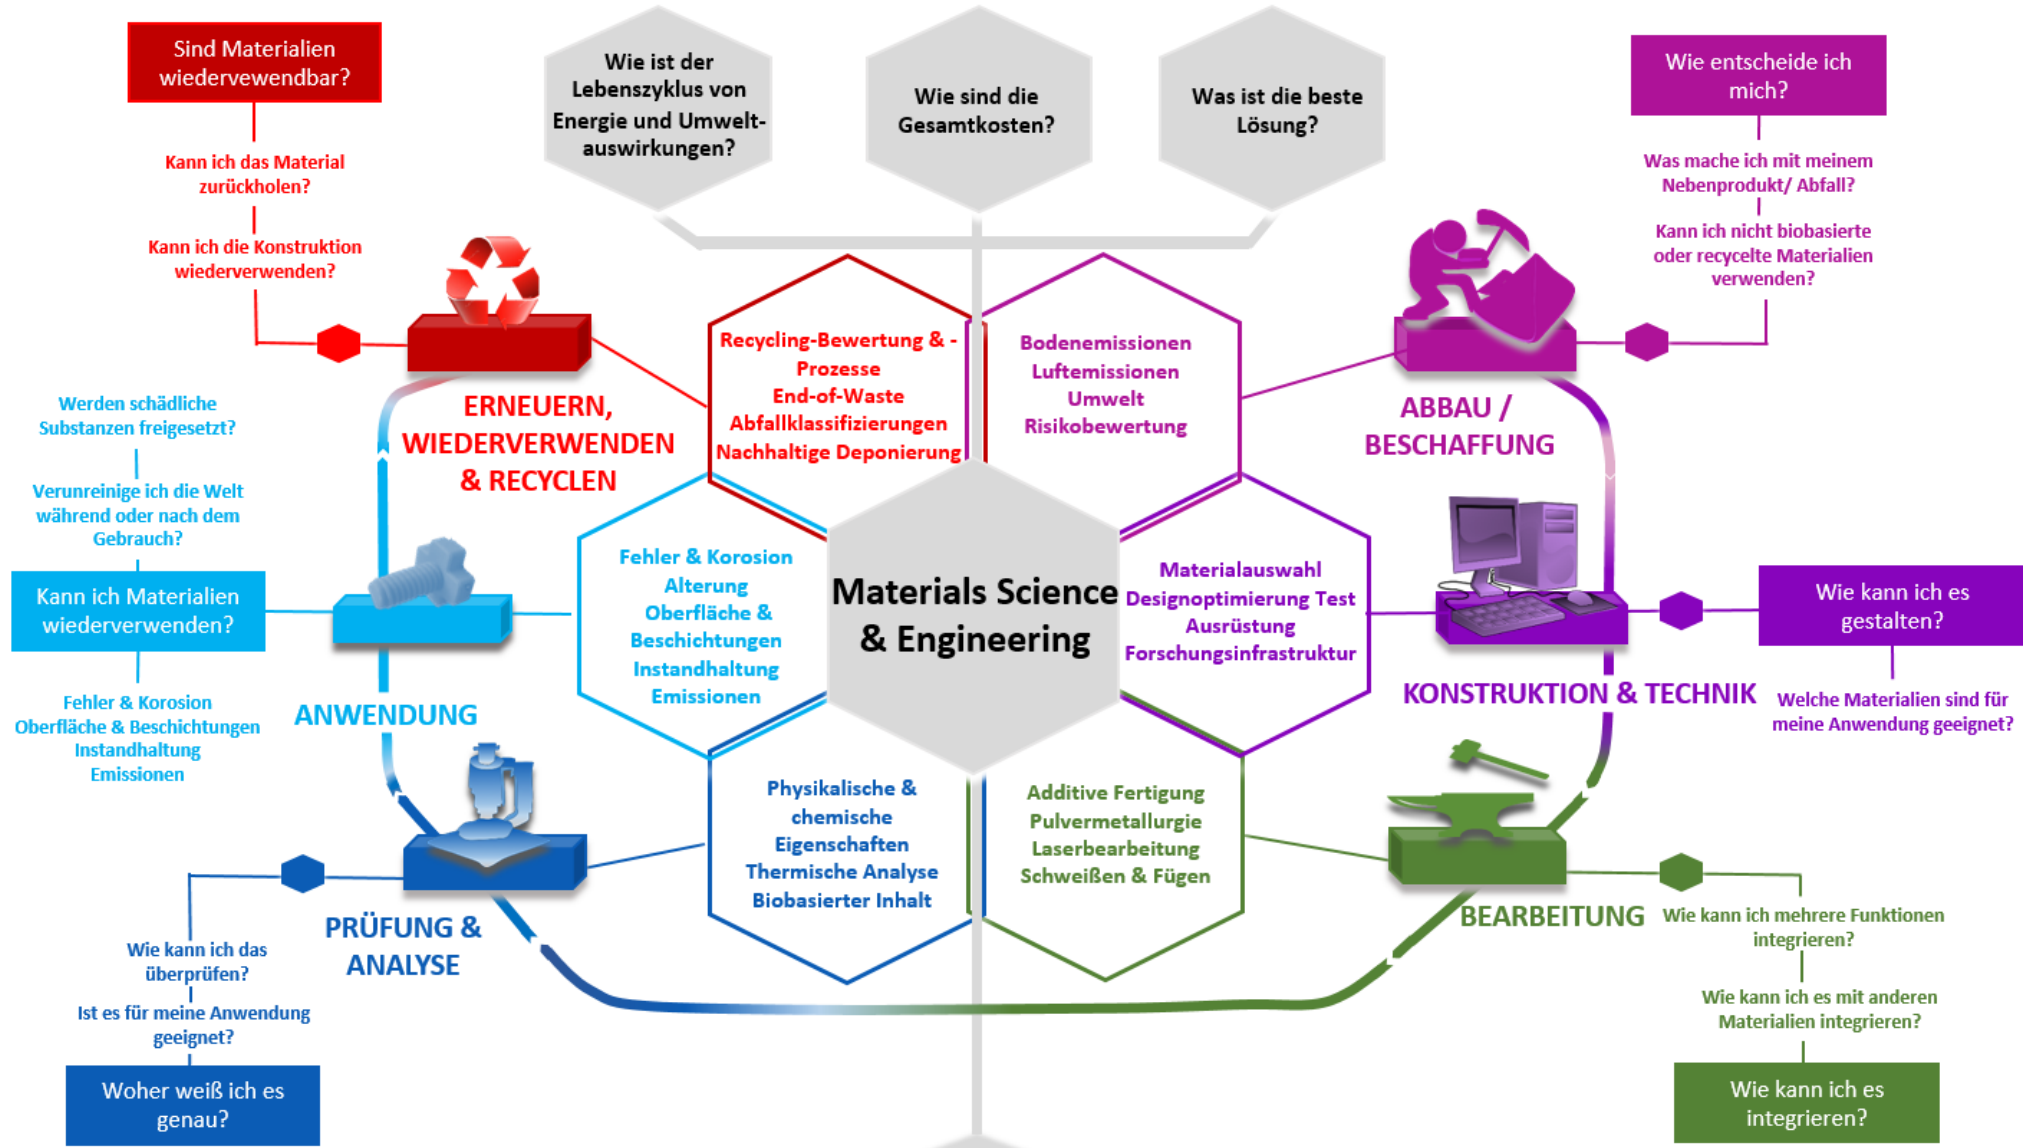 Sind Materialien
wiedervewendbar?
Kann ich das Material
zurückholen?
Kann ich die Konstruktion
wiederverwenden?
Wie ist der
Lebenszyklus von
Energie und Umwelt-
auswirkungen?
Wie sind die
Gesamtkosten?
Was ist die beste
Lösung?
Wie entscheide ich
mich?
Was mache ich mit meinem
Nebenprodukt/ Abfall?
Kann ich nicht biobasierte
oder recycelte Materialien
verwenden?
ERNEUERN,
WIEDERVERWENDEN
& RECYCLEN
Recycling-Bewertung & -
Prozesse
End-of-Waste
Abfallklassifizierungen
Nachhaltige Deponierung
Bodenemissionen
Luftemissionen
Umwelt
Risikobewertung
ABBAU /
BESCHAFFUNG
Werden schädliche
Substanzen freigesetzt?
Verunreinige ich die Welt
während oder nach dem
Gebrauch?
Kann ich Materialien
wiederverwenden?
Fehler & Korosion
Oberfläche & Beschichtungen
Instandhaltung
Emissionen
ANWENDUNG
Fehler & Korosion
Alterung
Oberfläche &
Beschichtungen
Instandhaltung
Emissionen
Materials Science
& Engineering
Materialauswahl
Designoptimierung Test
Ausrüstung
Forschungsinfrastruktur
KONSTRUKTION & TECHNIK
Wie kann ich es
gestalten?
Welche Materialien sind für
meine Anwendung geeignet?
PRÜFUNG &
ANALYSE
Physikalische &
chemische
Eigenschaften
Thermische Analyse
Biobasierter Inhalt
Additive Fertigung
Pulvermetallurgie
Laserbearbeitung
Schweißen & Fügen
BEARBEITUNG
Wie kann ich das
überprüfen?
Ist es für meine Anwendung
geeignet?
Woher weiß ich es
genau?
Wie kann ich mehrere Funktionen
integrieren?
Wie kann ich es mit anderen
Materialien integrieren?
Wie kann ich es
integrieren?